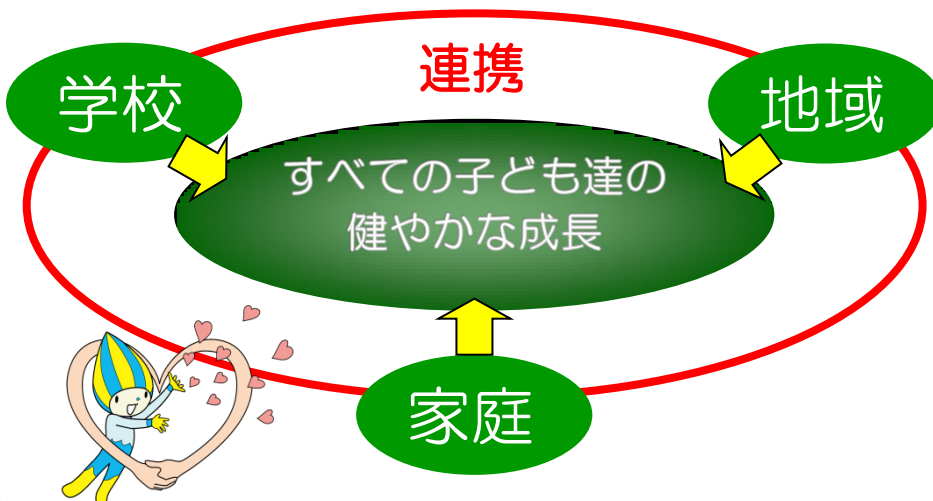 連携
学校
地域
すべての子ども達の
健やかな成長
家庭